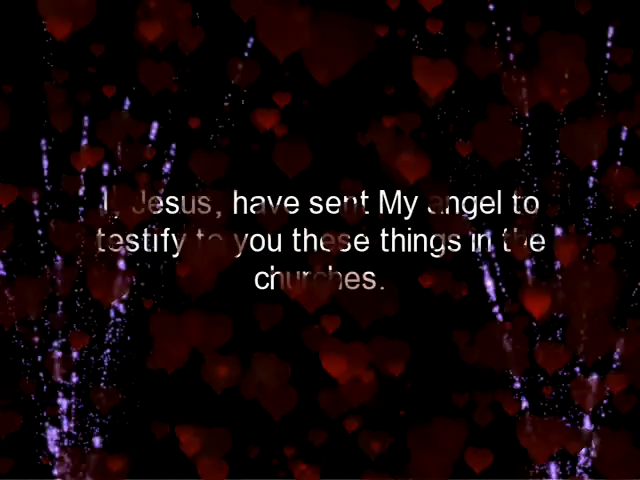 I, Jesus, have sent My angel to
testify to you these things in the
churches.